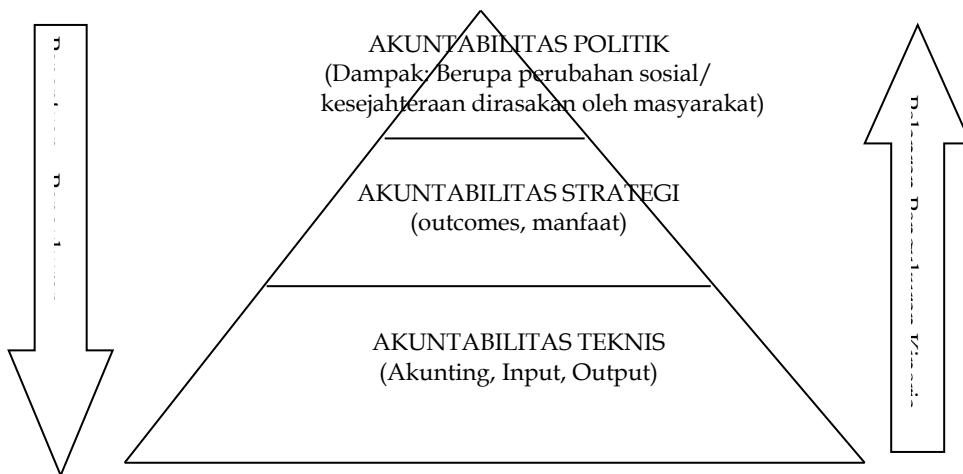 AKUNTABILITAS POLITIK
(Dampak: Berupa perubahan sosial/
kesejahteraan dirasakan oleh masyarakat)
AKUNTABILITAS STRATEGI
(outcomes, manfaat)
AKUNTABILITAS TEKNIS
(Akunting, Input, Output)